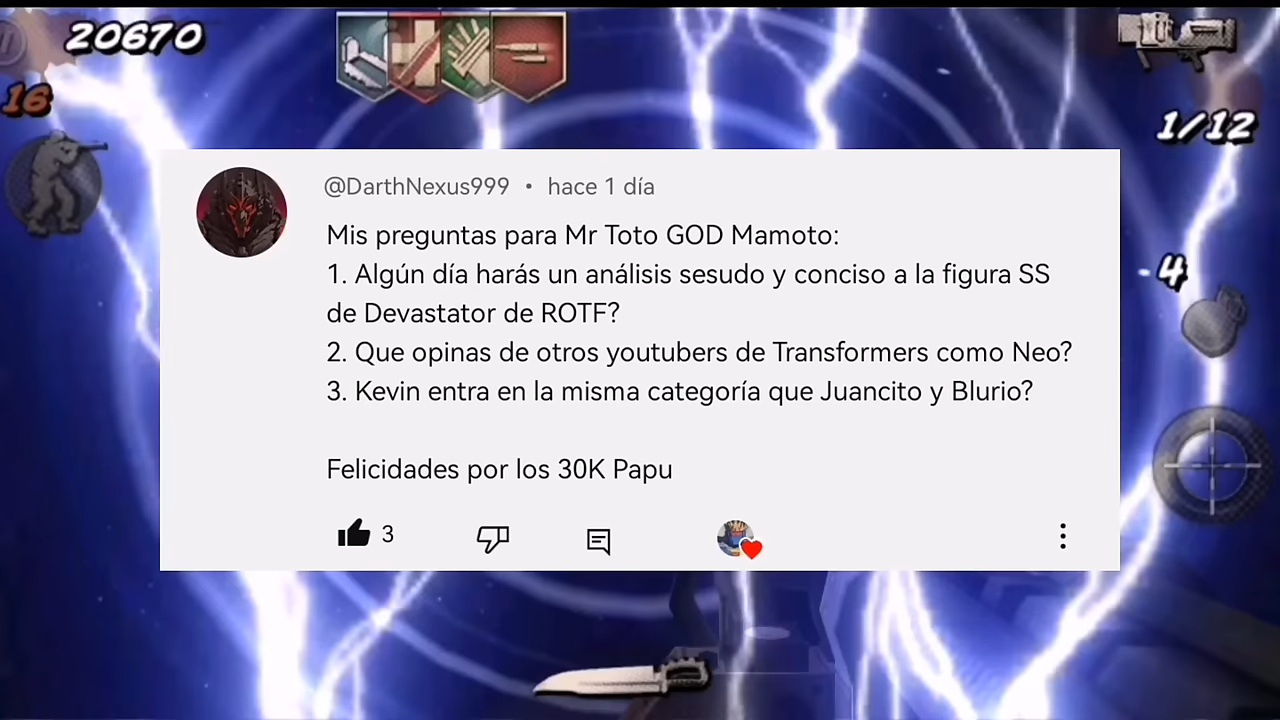 20670
16
1/12
@DarthNexus999 • hace 1 día
Mis preguntas para Mr Toto GOD Mamoto:
1. Algún día harás un análisis sesudo y conciso a la figura SS
de Devastator de ROTF?
2. Que opinas de otros youtubers de Transformers como Neo?
3. Kevin entra en la misma categoría que Juancito y Blurio?
4
Felicidades por los 30K Papu
3